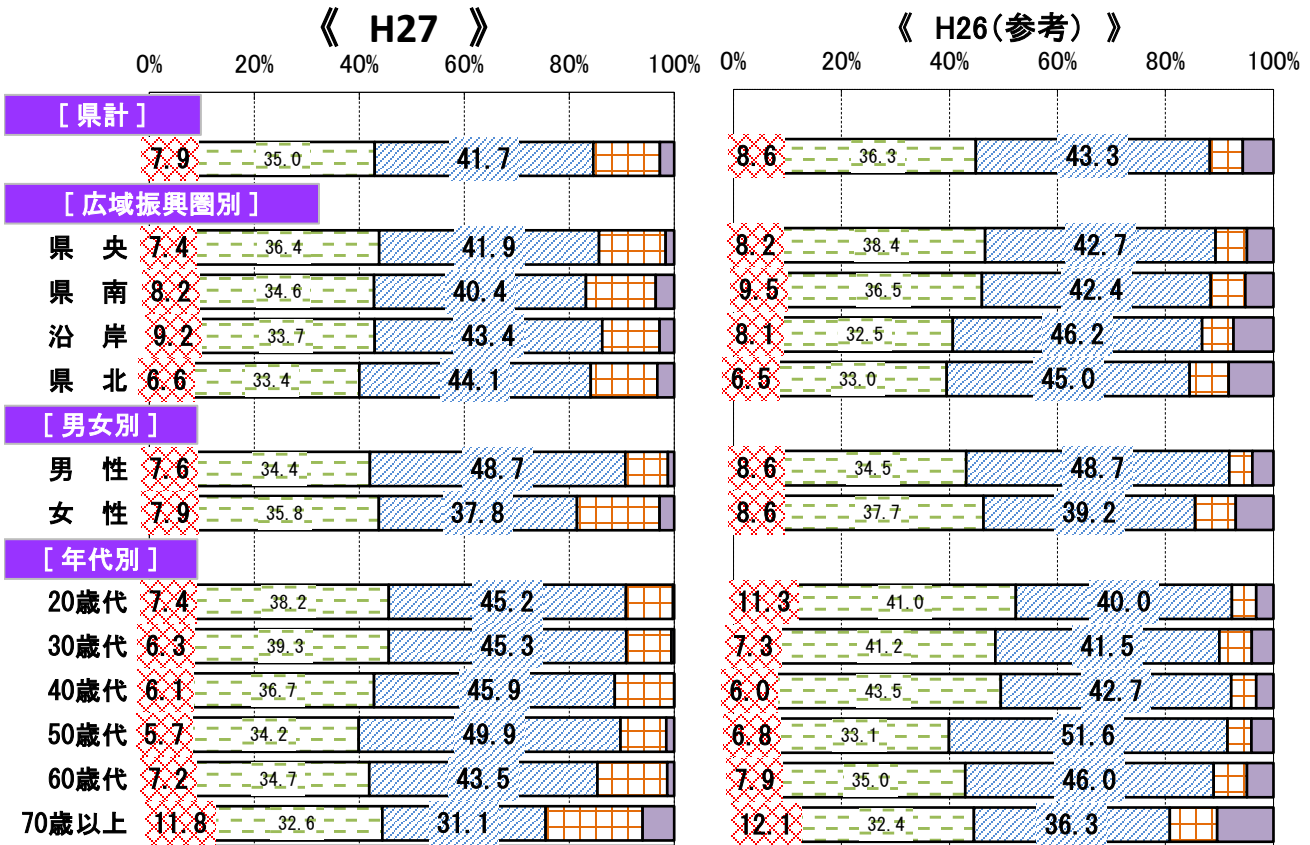 《 H27 》 《 H26(参考) 》
0% 20% 40% 60% 80% 100% 0% 20% 40% 60% 80% 100%
[ 県計 ]
7.9 35.0 41.7 8.6 36.3 43.3
[ 広域振興圏別 ]
県 央 7.4 36.4 41.9 8.2 38.4 42.7
県 南 8.2 34.6 40.4 9.5 36.5 42.4
沿 岸 9.2 33.7 43.4 8.1 32.5 46.2
県 北 6.6 33.4 44.1 6.5 33.0 45.0
[ 男女別 ]
男 性 7.6 34.4 48.7 8.6 34.5 48.7
女 性 7.9 35.8 37.8 8.6 37.7 39.2
[ 年代別 ]
20歳代 7.4 38.2 45.2 11.3 41.0 40.0
30歳代 6.3 39.3 45.3 7.3 41.2 41.5
40歳代 6.1 36.7 45.9 6.0 43.5 42.7
50歳代 5.7 34.2 49.9 6.8 33.1 51.6
60歳代 7.2 34.7 43.5 7.9 35.0 46.0
70歳以上 11.8 32.6 31.1 12.1 32.4 36.3